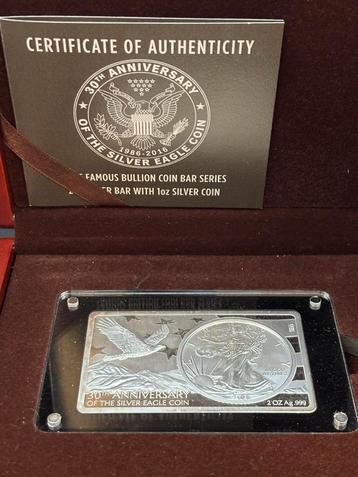 CERTIFICATE OF AUTHENTICITY
30TH ANNIVERSARY
OF THE SILVER EAGLE COIN
1986-2016
FAMOUS BULLION COIN BAR SERIES
BAR WITH 1oz SILVER COIN
30TH ANNIVERSARY
OF THE SILVER EAGLE COIN
2 OZ Ag .999